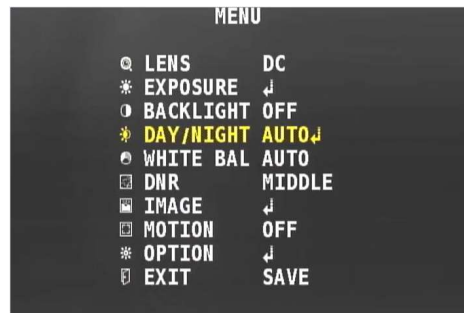 MENU
LENS DC
EXPOSURE ↲
BACKLIGHT OFF
DAY/NIGHT AUTO↲
WHITE BAL AUTO
DNR MIDDLE
IMAGE ↲
MOTION OFF
OPTION ↲
EXIT SAVE